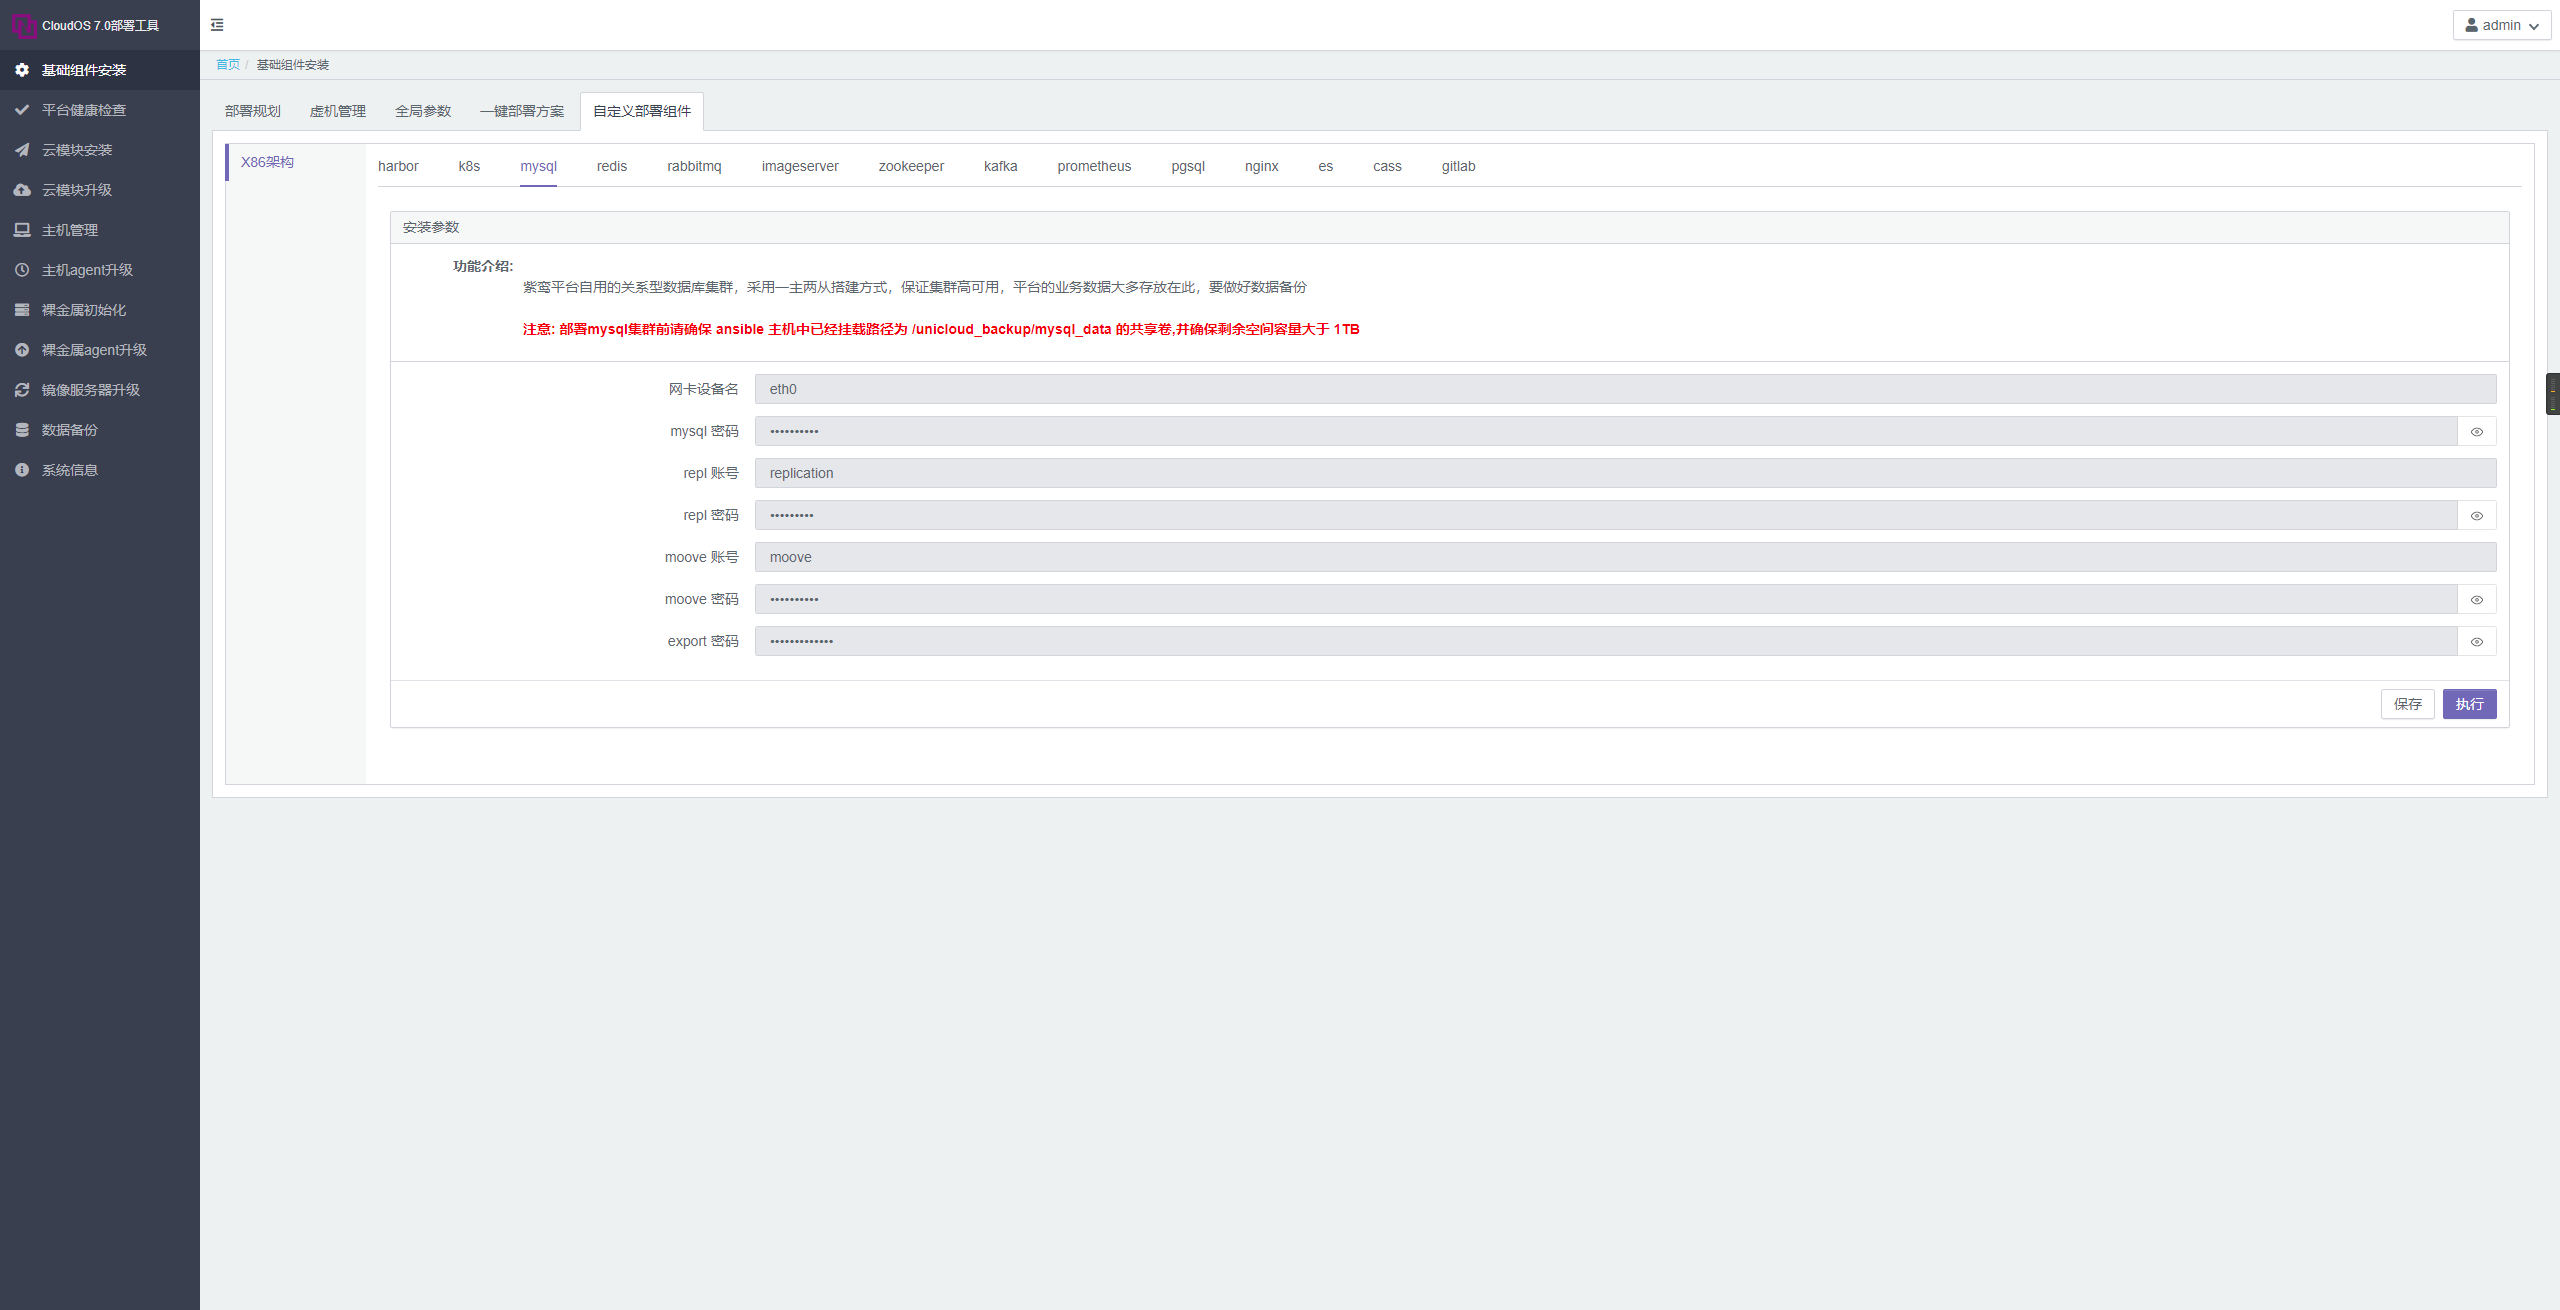 CloudOS 7.0部署工具
admin
基础组件安装
平台健康检查
云模块安装
云模块升级
主机管理
主机agent升级
裸金属初始化
裸金属agent升级
镜像服务器升级
数据备份
系统信息
首页 / 基础组件安装
部署规划 虚机管理 全局参数 一键部署方案 自定义部署组件
X86架构
harbor k8s mysql redis rabbitmq imageserver zookeeper kafka prometheus pgsql nginx es cass gitlab
安装参数
功能介绍:
紫鸾平台自用的关系型数据库集群，采用一主两从搭建方式，保证集群高可用，平台的业务数据大多存放在此，要做好数据备份
注意: 部署mysql集群前请确保 ansible 主机中已经挂载路径为 /unicloud_backup/mysql_data 的共享卷,并确保剩余空间容量大于 1TB
网卡设备名 eth0
mysql 密码 ••••••••••
repl 账号 replication
repl 密码 •••••••••
moove 账号 moove
moove 密码 ••••••••••
export 密码 •••••••••••••
保存 执行